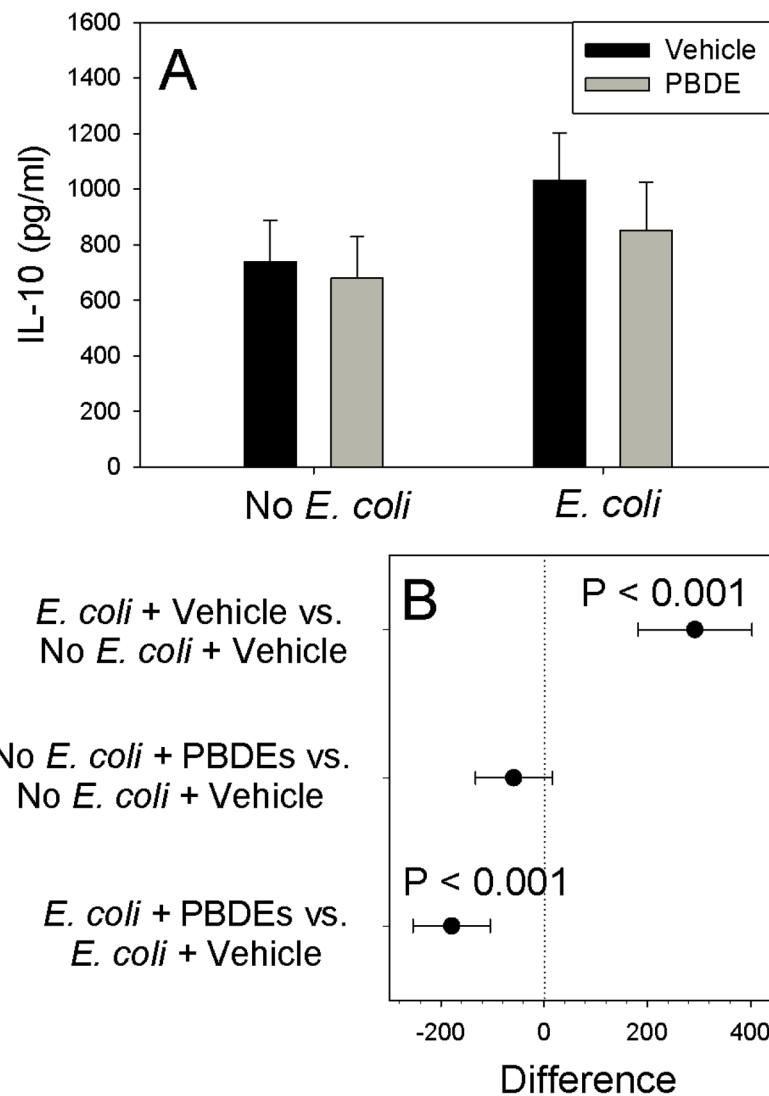 1600
1400
1200
1000
800
600
400
200
0
IL-10 (pg/ml)
A
Vehicle
PBDE
No E. coli
E. coli
B
E. coli + Vehicle vs.
No E. coli + Vehicle
P < 0.001
No E. coli + PBDEs vs.
No E. coli + Vehicle
E. coli + PBDEs vs.
E. coli + Vehicle
P < 0.001
-200
0
200
400
Difference